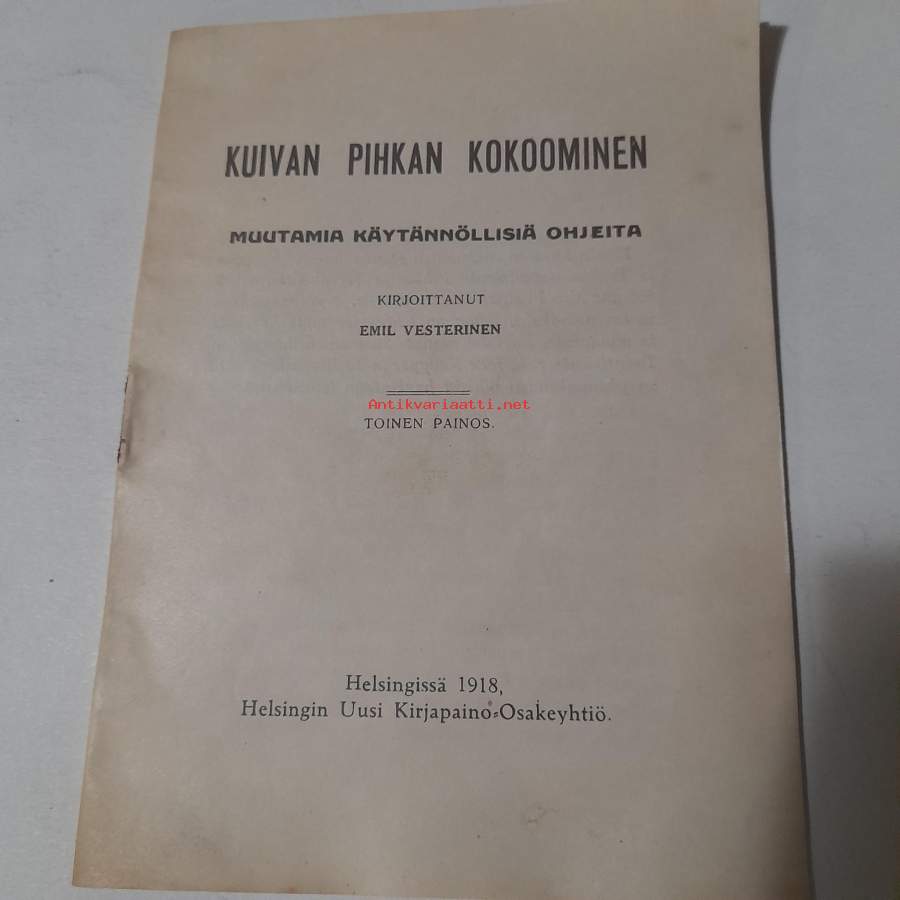 KUIVAN PIHKAN KOKOOMINEN
MUUTAMIA KÄYTÄNNÖLLISIÄ OHJEITA
KIRJOITTANUT
EMIL VESTERINEN
Antikvariaatti.net
TOINEN PAINOS.
Helsingissä 1918,
Helsingin Uusi Kirjapaino-Osakeyhtiö.